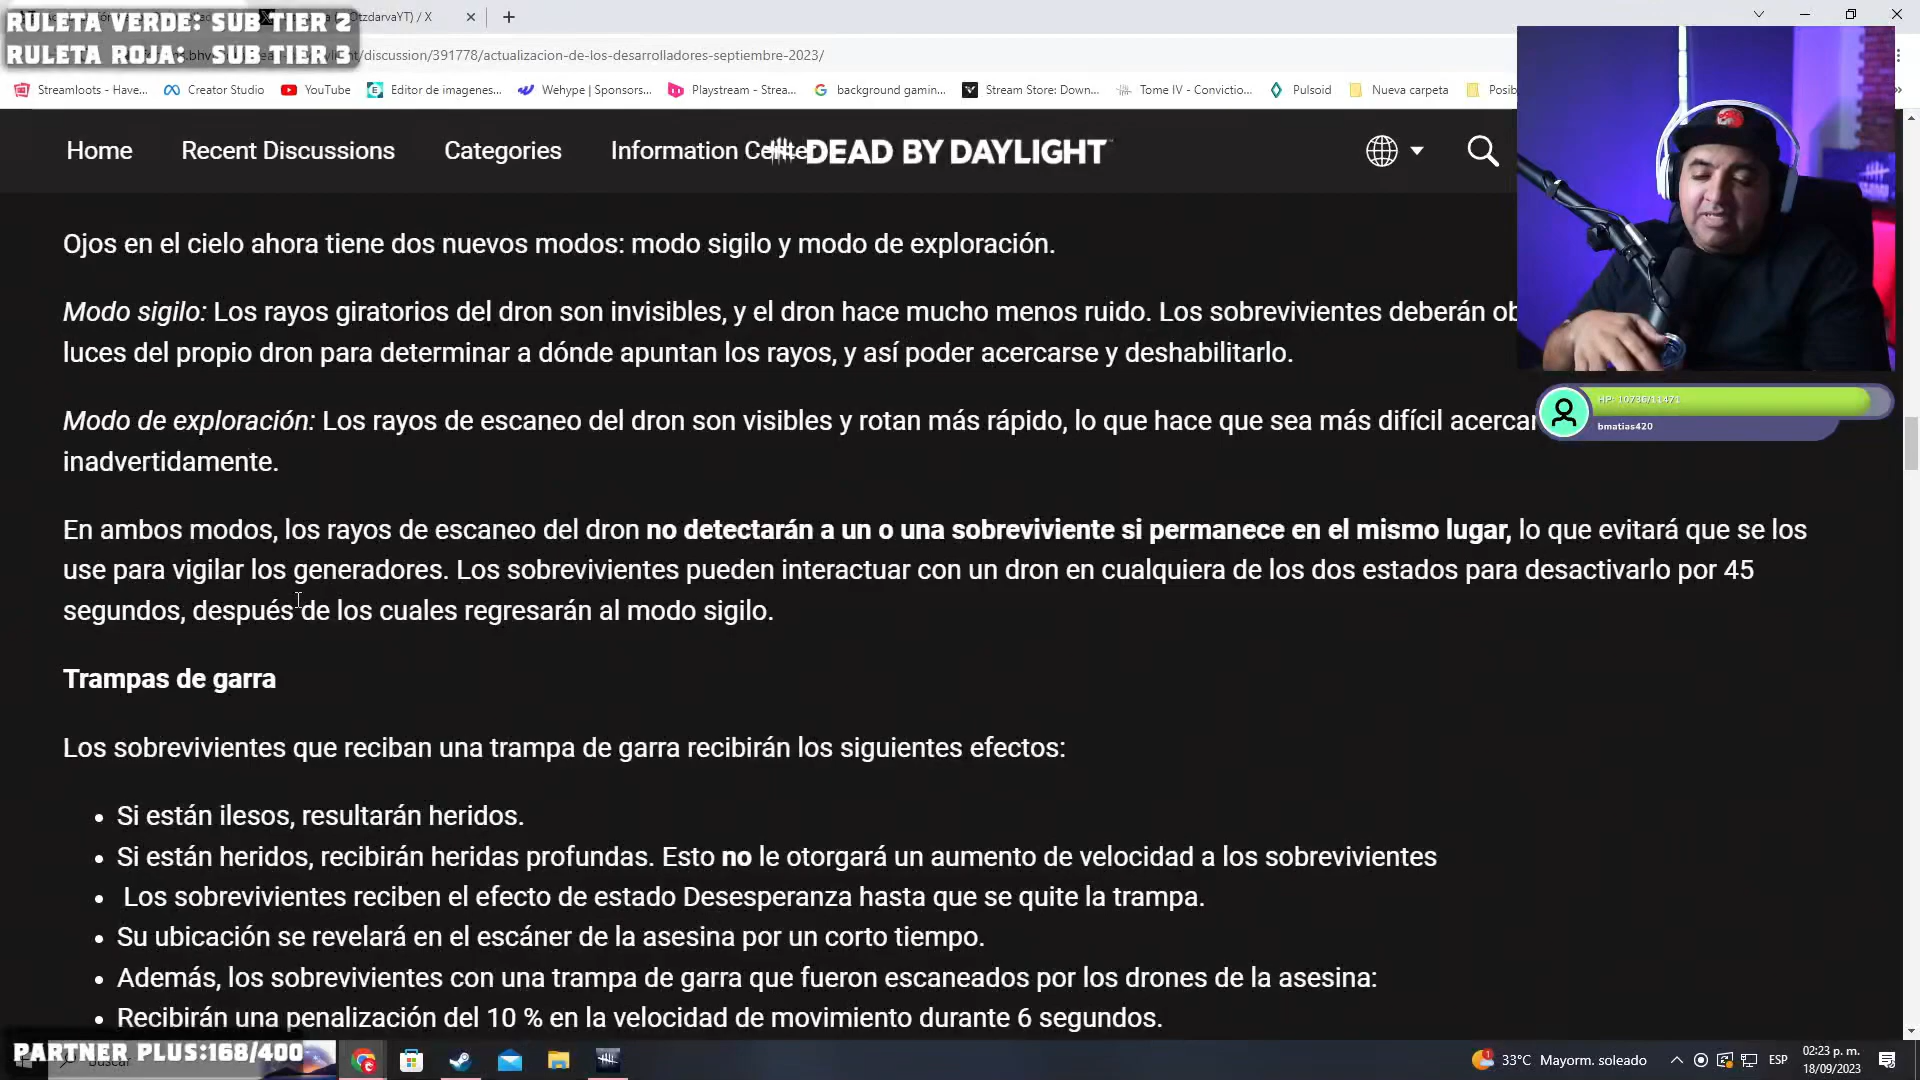 RULETA VERDE: SUB TIER 2
RULETA ROJA: SUB TIER 3
OtzdarvaYT) / X
/discussion/391778/actualizacion-de-los-desarrolladores-septiembre-2023/
Streamloots - Have... Creator Studio YouTube Editor de imagenes... Wehype | Sponsors... Playstream - Strea... background gamin... Stream Store: Down... Tome IV - Convictio... Pulsoid Nueva carpeta Posib
Home Recent Discussions Categories Information Center DEAD BY DAYLIGHT
Ojos en el cielo ahora tiene dos nuevos modos: modo sigilo y modo de exploración.
Modo sigilo: Los rayos giratorios del dron son invisibles, y el dron hace mucho menos ruido. Los sobrevivientes deberán ob
luces del propio dron para determinar a dónde apuntan los rayos, y así poder acercarse y deshabilitarlo.
Modo de exploración: Los rayos de escaneo del dron son visibles y rotan más rápido, lo que hace que sea más difícil acercar
inadvertidamente.
HP: 10736/11471
bmatias420
En ambos modos, los rayos de escaneo del dron no detectarán a un o una sobreviviente si permanece en el mismo lugar, lo que evitará que se los
use para vigilar los generadores. Los sobrevivientes pueden interactuar con un dron en cualquiera de los dos estados para desactivarlo por 45
segundos, después de los cuales regresarán al modo sigilo.
Trampas de garra
Los sobrevivientes que reciban una trampa de garra recibirán los siguientes efectos:
• Si están ilesos, resultarán heridos.
• Si están heridos, recibirán heridas profundas. Esto no le otorgará un aumento de velocidad a los sobrevivientes
• Los sobrevivientes reciben el efecto de estado Desesperanza hasta que se quite la trampa.
• Su ubicación se revelará en el escáner de la asesina por un corto tiempo.
• Además, los sobrevivientes con una trampa de garra que fueron escaneados por los drones de la asesina:
• Recibirán una penalización del 10 % en la velocidad de movimiento durante 6 segundos.
PARTNER PLUS:168/400
Buscar
33°C Mayorm. soleado ESP 02:23 p. m.
18/09/2023